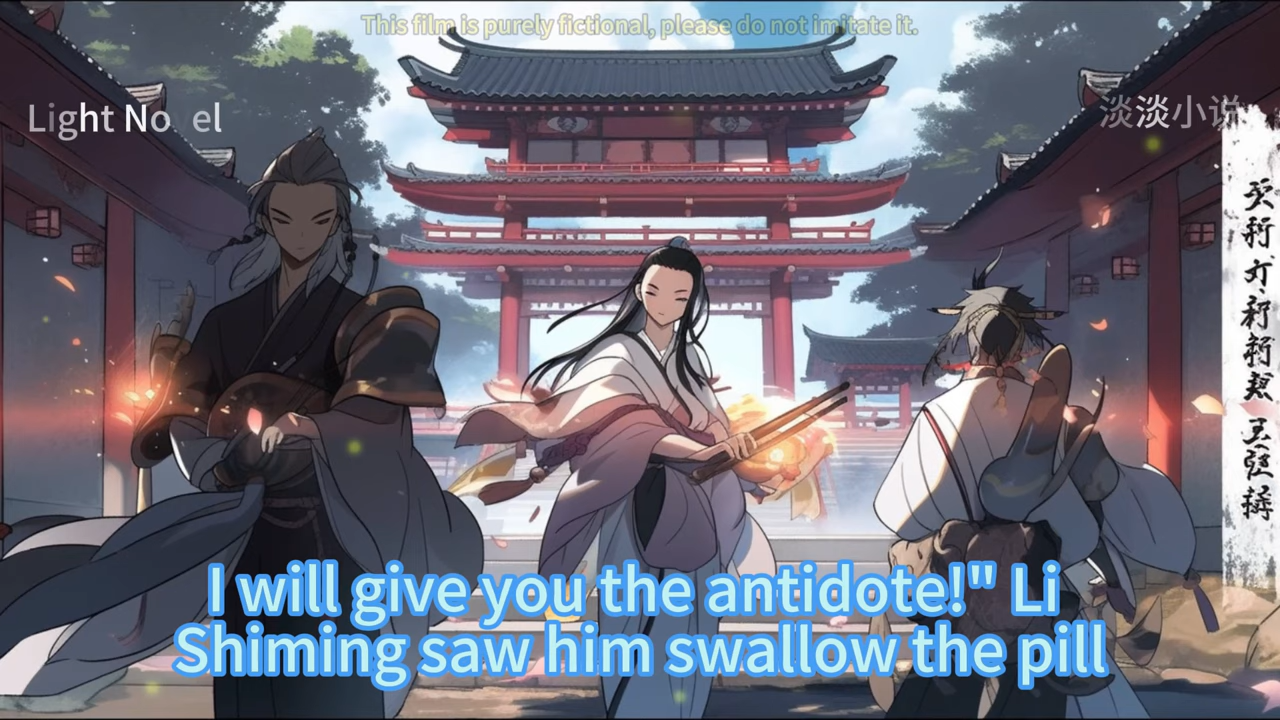 This film is purely fictional, please do not imitate it.
Light No el
淡淡小说
I will give you the antidote!" Li
Shiming saw him swallow the pill